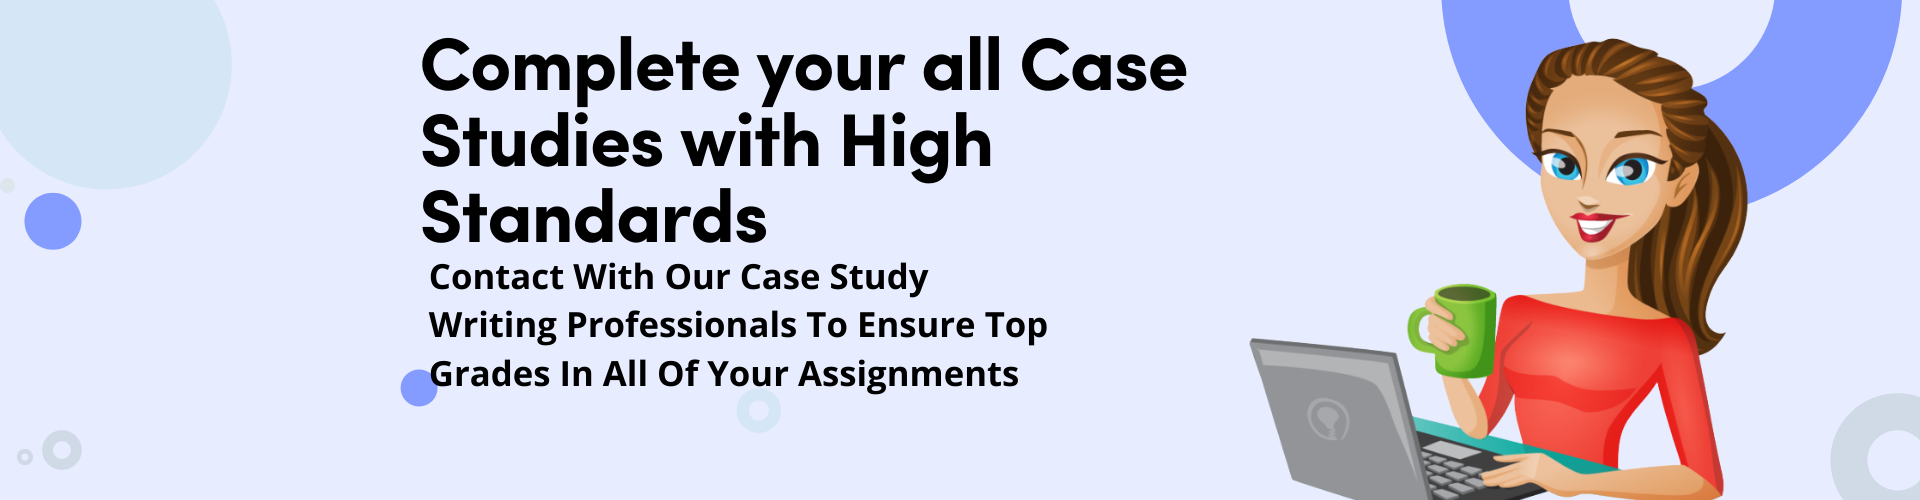 Complete your all Case
Studies with High
Standards
Contact With Our Case Study
Writing Professionals To Ensure Top
Grades In All Of Your Assignments